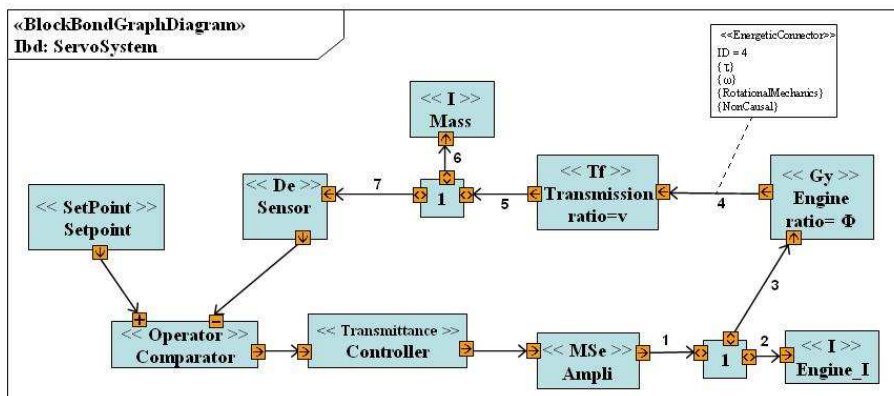 «BlockBondGraphDiagram»
Ibd: ServoSystem
<<EnergeticConnector>>
ID = 4
{τ}
{ω}
{RotationalMechanics}
{NonCausal}
<< I >>
Mass
6
<< De >>
Sensor
7
1
5
<< Tf >>
Transmission
ratio=v
4
<< Gy >>
Engine
ratio= Φ
<< SetPoint >>
Setpoint
3
+
−
<< Operator >>
Comparator
<< Transmittance >>
Controller
<< MSe >>
Ampli
1
1
2
<< I >>
Engine_I